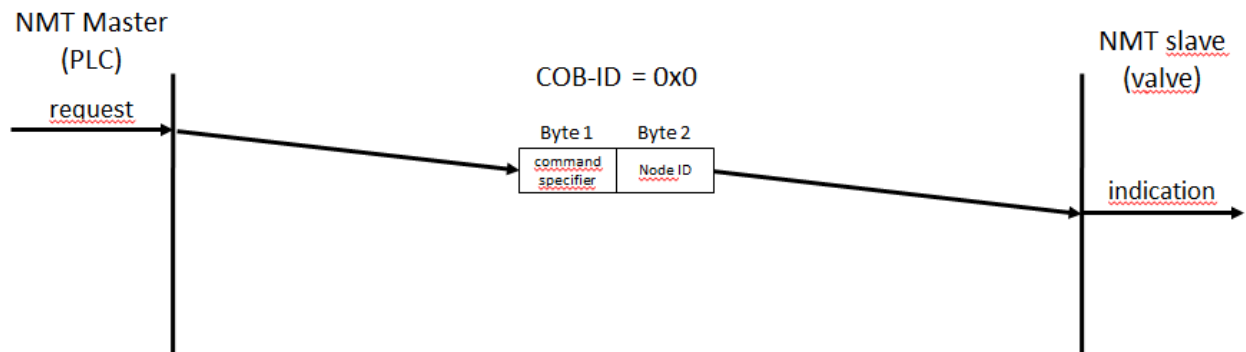 NMT Master
(PLC)
request
COB-ID = 0x0
Byte 1
Byte 2
command
specifier
Node ID
NMT slave
(valve)
indication